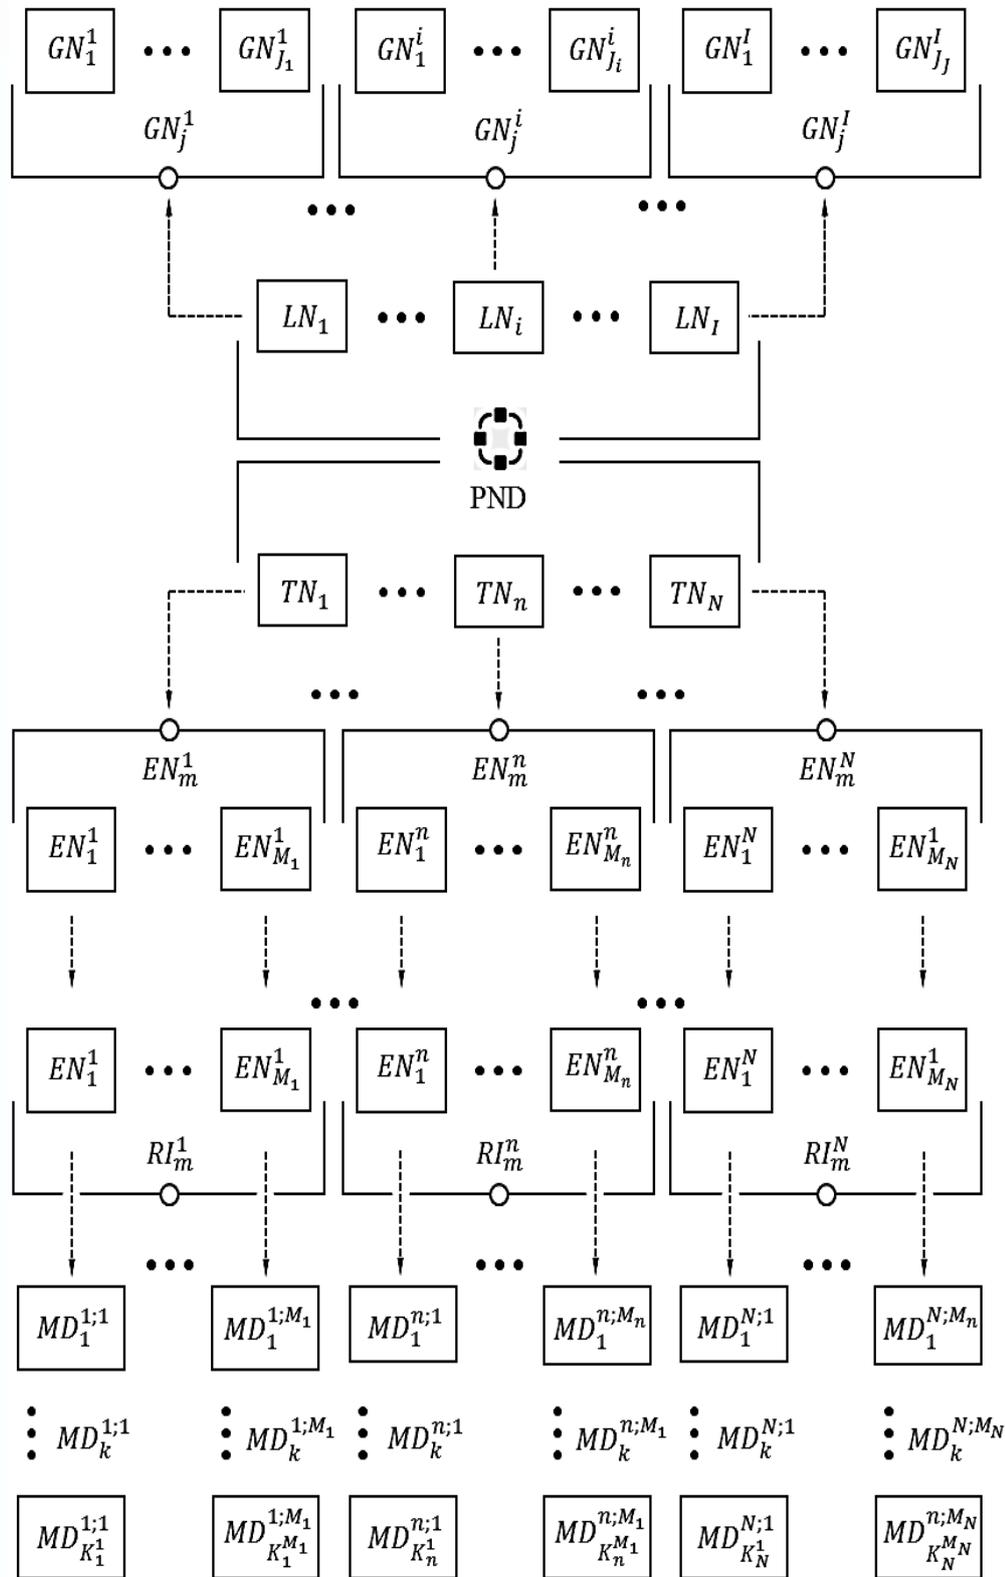 GN_1^1 ••• GN_{J_1}^1 GN_1^i ••• GN_{J_i}^i GN_1^I ••• GN_{J_J}^I
GN_j^1 GN_j^i GN_j^I
••• •••
LN_1 ••• LN_i ••• LN_I
PND
TN_1 ••• TN_n ••• TN_N
••• •••
EN_m^1 EN_m^n EN_m^N
EN_1^1 ••• EN_{M_1}^1 EN_1^n ••• EN_{M_n}^n EN_1^N ••• EN_{M_N}^1
••• •••
EN_1^1 ••• EN_{M_1}^1 EN_1^n ••• EN_{M_n}^n EN_1^N ••• EN_{M_N}^1
RI_m^1 RI_m^n RI_m^N
••• ••• •••
MD_1^{1;1} MD_1^{1;M_1} MD_1^{n;1} MD_1^{n;M_n} MD_1^{N;1} MD_1^{N;M_n}
MD_k^{1;1} MD_k^{1;M_1} MD_k^{n;1} MD_k^{n;M_1} MD_k^{N;1} MD_k^{N;M_N}
MD_{K_1^1}^{1;1} MD_{K_1^{M_1}}^{1;M_1} MD_{K_n^1}^{n;1} MD_{K_n^{M_1}}^{n;M_1} MD_{K_N^1}^{N;1} MD_{K_N^{M_N}}^{n;M_N}